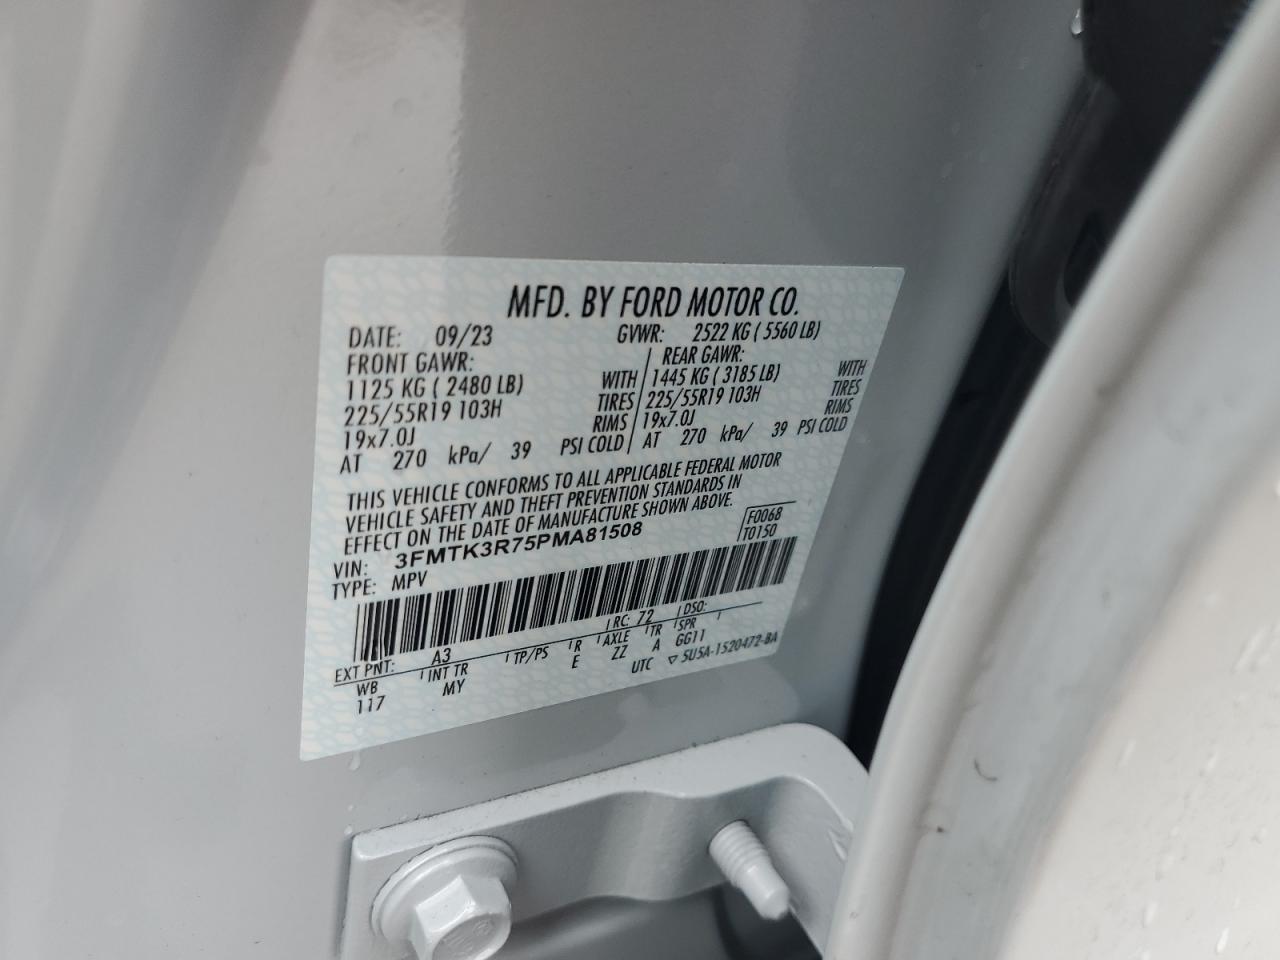 MFD. BY FORD MOTOR CO.
DATE: 09/23 GVWR: 2522 KG ( 5560 LB)
FRONT GAWR: REAR GAWR:
1125 KG ( 2480 LB) WITH 1445 KG ( 3185 LB) WITH
225/55R19 103H TIRES 225/55R19 103H TIRES
19x7.0J RIMS 19x7.0J RIMS
AT 270 kPa/ 39 PSI COLD AT 270 kPa/ 39 PSI COLD
THIS VEHICLE CONFORMS TO ALL APPLICABLE FEDERAL MOTOR
VEHICLE SAFETY AND THEFT PREVENTION STANDARDS IN
EFFECT ON THE DATE OF MANUFACTURE SHOWN ABOVE.
VIN: 3FMTK3R75PMA81508 F0068
TYPE: MPV T0150
EXT PNT: A3 RC: 72 DSO:
WB INT TR TP/PS R AXLE TR SPR
117 MY E ZZ A GG11
UTC ▽ 5U5A-1520472-BA